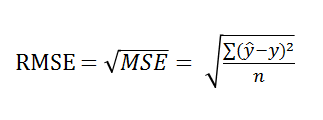 RMSE = √MSE = √(∑(ŷ−y)²/n)